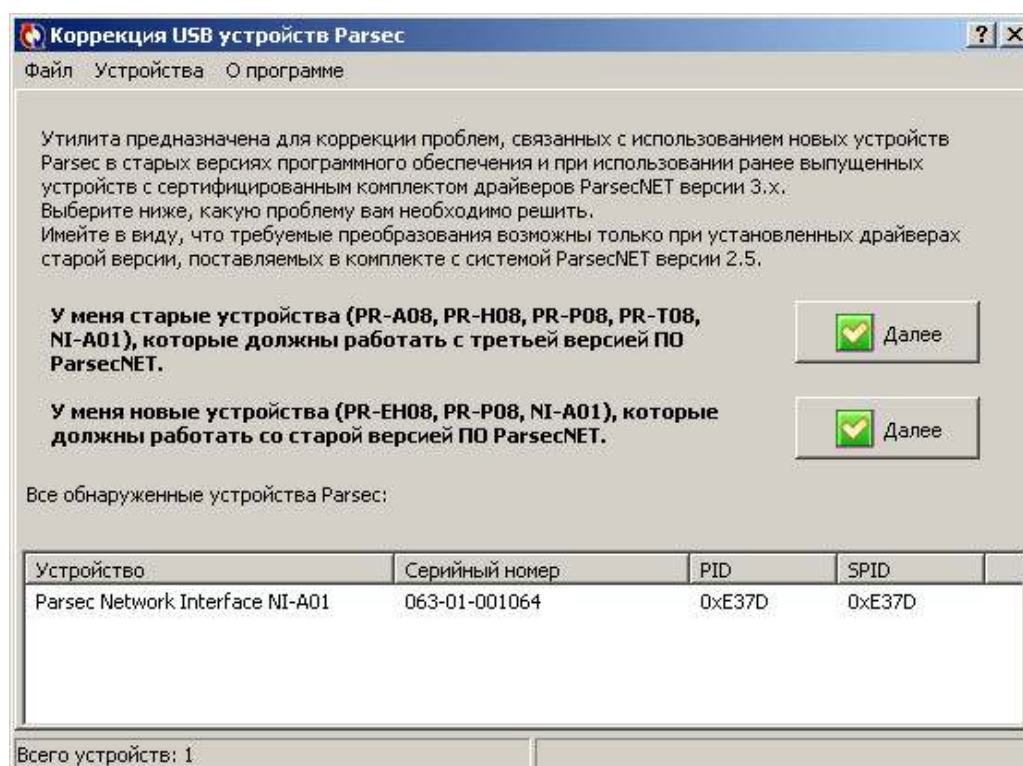 Коррекция USB устройств Parsec
Файл Устройства О программе
Утилита предназначена для коррекции проблем, связанных с использованием новых устройств
Parsec в старых версиях программного обеспечения и при использовании ранее выпущенных
устройств с сертифицированным комплектом драйверов ParsecNET версии 3.x.
Выберите ниже, какую проблему вам необходимо решить.
Имейте в виду, что требуемые преобразования возможны только при установленных драйверах
старой версии, поставляемых в комплекте с системой ParsecNET версии 2.5.
У меня старые устройства (PR-A08, PR-H08, PR-P08, PR-T08,
NI-A01), которые должны работать с третьей версией ПО
ParsecNET.
Далее
У меня новые устройства (PR-EH08, PR-P08, NI-A01), которые
должны работать со старой версией ПО ParsecNET.
Далее
Все обнаруженные устройства Parsec:
Устройство Серийный номер PID SPID
Parsec Network Interface NI-A01 063-01-001064 0xE37D 0xE37D
Всего устройств: 1